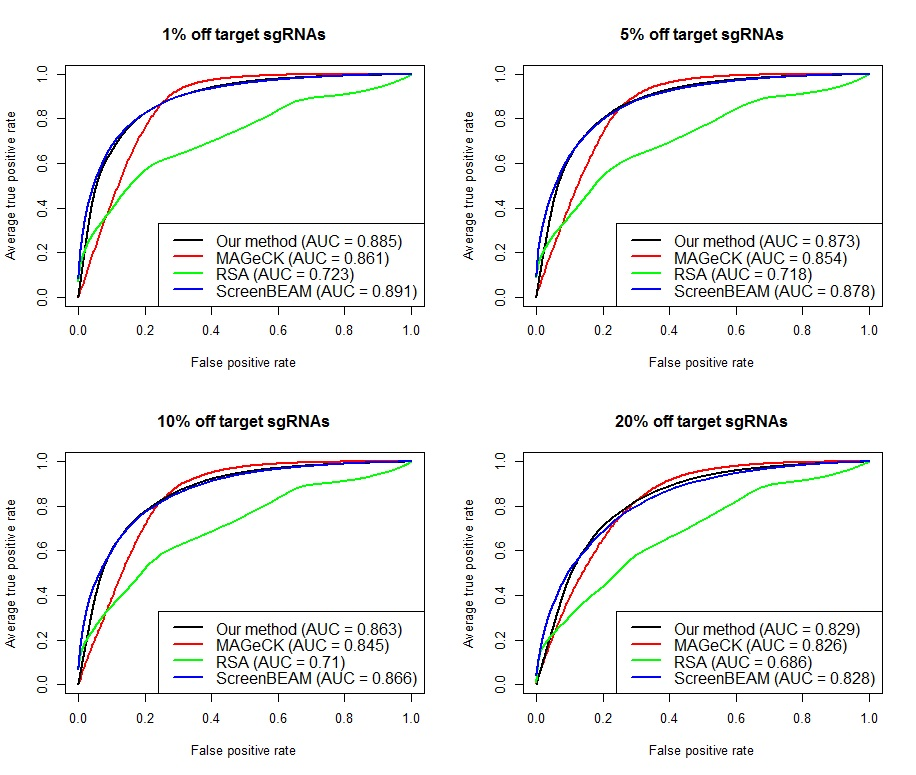 1% off target sgRNAs
Average true positive rate
0.0 0.2 0.4 0.6 0.8 1.0
Our method (AUC = 0.885)
MAGeCK (AUC = 0.861)
RSA (AUC = 0.723)
ScreenBEAM (AUC = 0.891)
0.0 0.2 0.4 0.6 0.8 1.0
False positive rate
5% off target sgRNAs
Average true positive rate
0.0 0.2 0.4 0.6 0.8 1.0
Our method (AUC = 0.873)
MAGeCK (AUC = 0.854)
RSA (AUC = 0.718)
ScreenBEAM (AUC = 0.878)
0.0 0.2 0.4 0.6 0.8 1.0
False positive rate
10% off target sgRNAs
Average true positive rate
0.0 0.2 0.4 0.6 0.8 1.0
Our method (AUC = 0.863)
MAGeCK (AUC = 0.845)
RSA (AUC = 0.71)
ScreenBEAM (AUC = 0.866)
0.0 0.2 0.4 0.6 0.8 1.0
False positive rate
20% off target sgRNAs
Average true positive rate
0.0 0.2 0.4 0.6 0.8 1.0
Our method (AUC = 0.829)
MAGeCK (AUC = 0.826)
RSA (AUC = 0.686)
ScreenBEAM (AUC = 0.828)
0.0 0.2 0.4 0.6 0.8 1.0
False positive rate